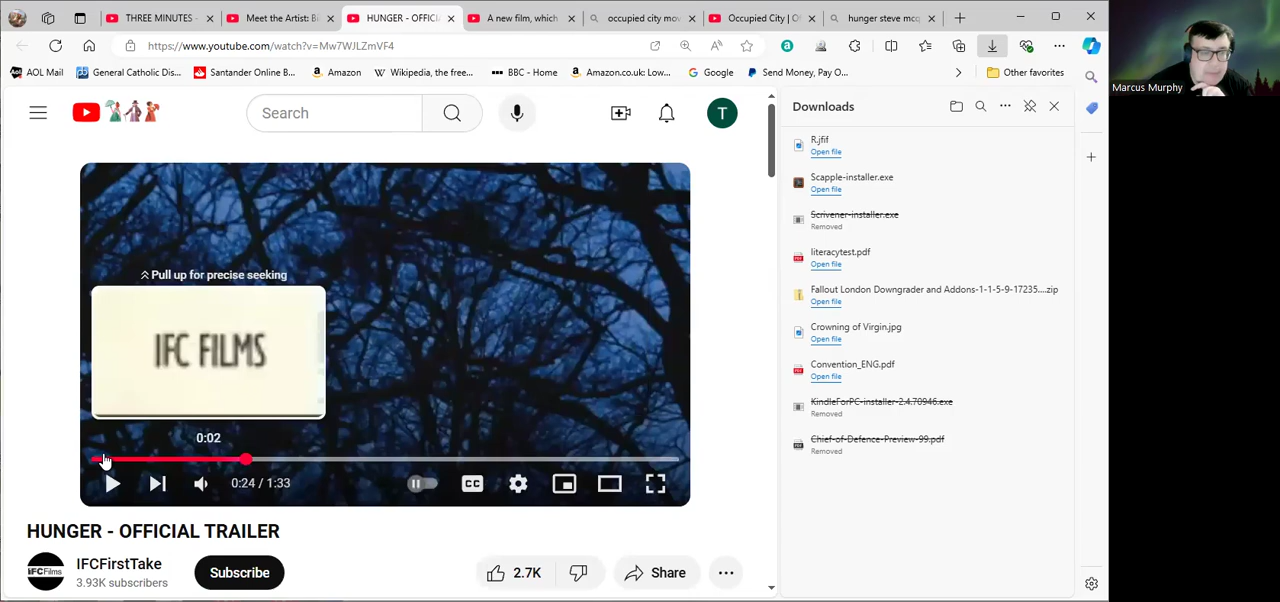 THREE MINUTES -
Meet the Artist: B
HUNGER - OFFICI
A new film, which
occupied city mov
Occupied City | O
hunger steve mcq
https://www.youtube.com/watch?v=Mw7WJLZmVF4
AOL Mail
General Catholic Dis...
Santander Online B...
Amazon
Wikipedia, the free...
BBC - Home
Amazon.co.uk: Low...
Google
Send Money, Pay O...
Other favorites
Search
T
Pull up for precise seeking
IFC FILMS
0:02
0:24 / 1:33
CC
HUNGER - OFFICIAL TRAILER
IFC Films
IFCFirstTake
3.93K subscribers
Subscribe
2.7K
Share
Downloads
R.jfif
Open file
Scapple-installer.exe
Open file
Scrivener-installer.exe
Removed
literacytest.pdf
Open file
Fallout London Downgrader and Addons-1-1-5-9-17235....zip
Open file
Crowning of Virgin.jpg
Open file
Convention_ENG.pdf
Open file
KindleForPC-installer-2.4.70946.exe
Removed
Chief-of-Defence-Preview-99.pdf
Removed
Marcus Murphy